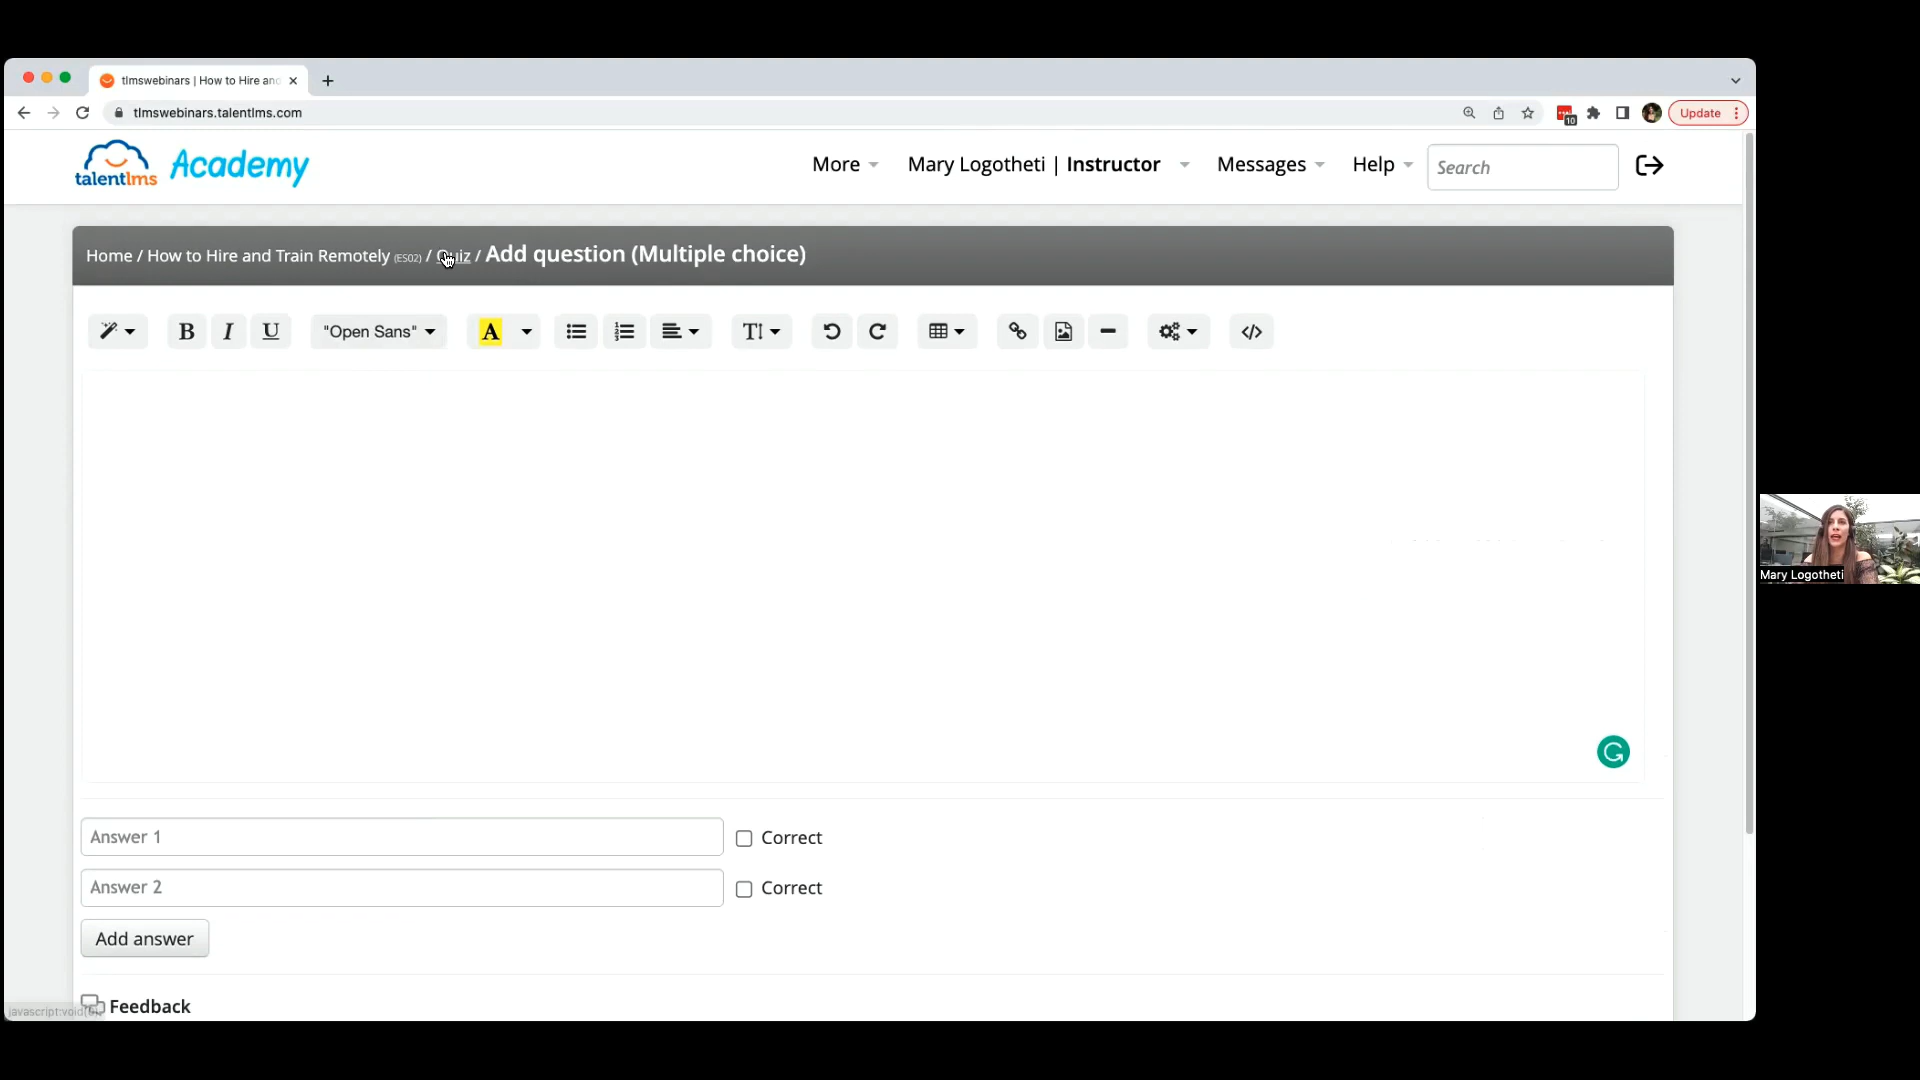 tlmswebinars | How to Hire and
tlmswebinars.talentlms.com
10
Update
talentlms Academy
More
Mary Logotheti | Instructor
Messages
Help
Search
Home / How to Hire and Train Remotely (ES02) / Quiz / Add question (Multiple choice)
B I U
"Open Sans"
A
Answer 1
Correct
Answer 2
Correct
Add answer
Feedback
javascript:void(0)
Mary Logotheti